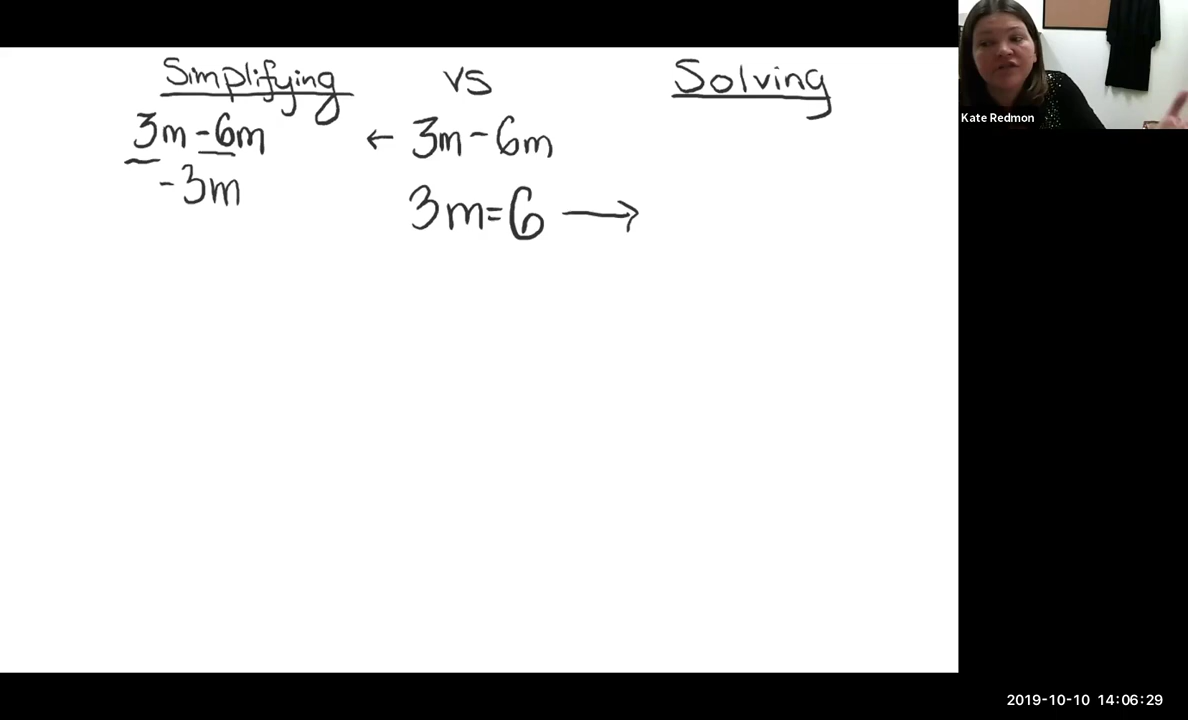 Simplifying vs Solving
3m - 6m ← 3m - 6m
-3m
3m = 6 →
Kate Redmon
2019-10-10 14:06:29